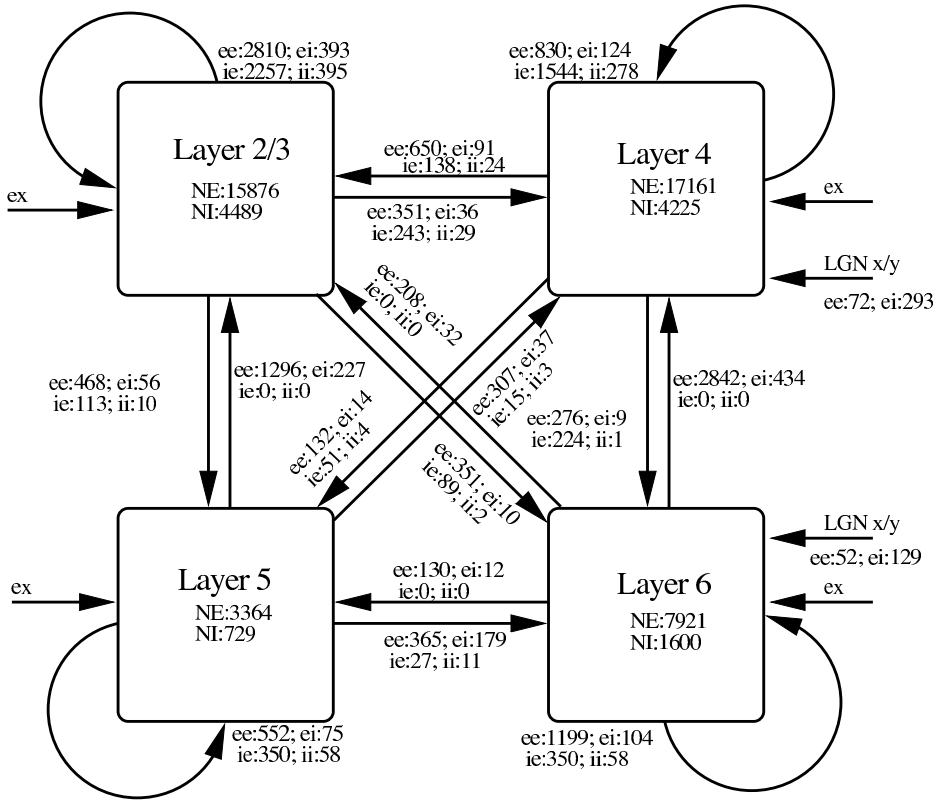 ee:2810; ei:393
ie:2257; ii:395
ee:830; ei:124
ie:1544; ii:278
Layer 2/3
NE:15876
NI:4489
ex
ee:650; ei:91
ie:138; ii:24
ee:351; ei:36
ie:243; ii:29
Layer 4
NE:17161
NI:4225
ex
LGN x/y
ee:72; ei:293
ee:208; ei:32
ie:0; ii:0
ee:468; ei:56
ie:113; ii:10
ee:1296; ei:227
ie:0; ii:0
ee:307; ei:37
ie:15; ii:3
ee:132; ei:14
ie:51; ii:4
ee:351; ei:10
ie:89; ii:2
ee:276; ei:9
ie:224; ii:1
ee:2842; ei:434
ie:0; ii:0
Layer 5
NE:3364
NI:729
ex
ee:130; ei:12
ie:0; ii:0
ee:365; ei:179
ie:27; ii:11
Layer 6
NE:7921
NI:1600
LGN x/y
ee:52; ei:129
ex
ee:552; ei:75
ie:350; ii:58
ee:1199; ei:104
ie:350; ii:58